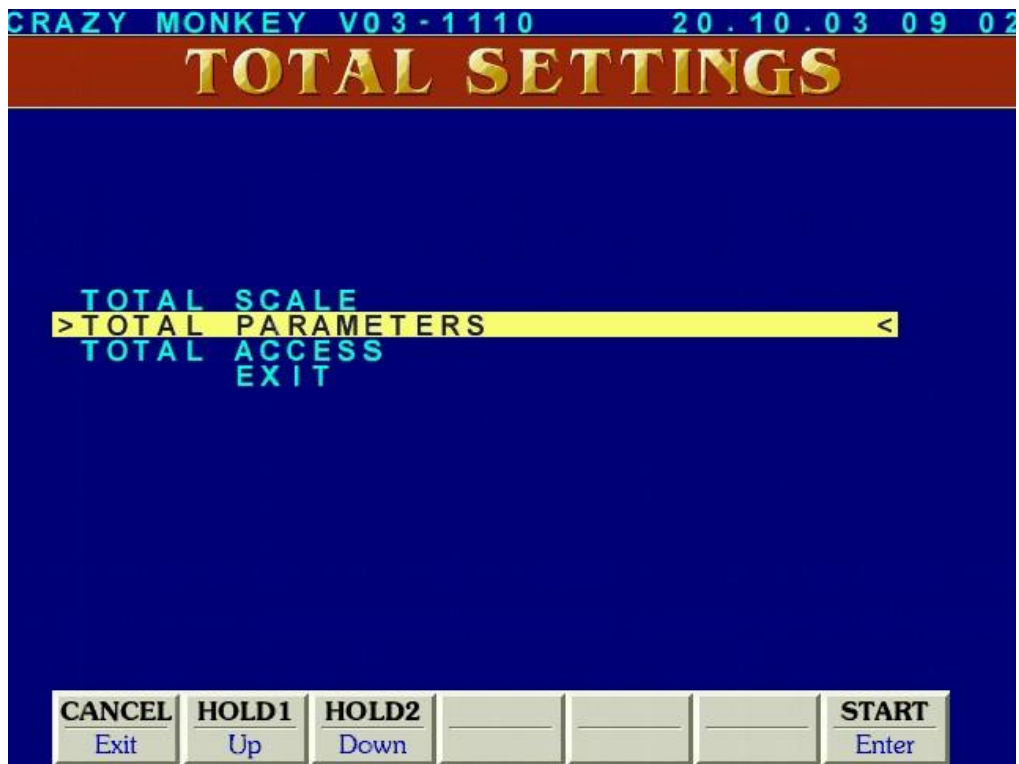 CRAZY MONKEY V03-1110 20.10.03 09 02
TOTAL SETTINGS
TOTAL SCALE
>TOTAL PARAMETERS <
TOTAL ACCESS
EXIT
CANCEL HOLD1 HOLD2 START
Exit Up Down Enter